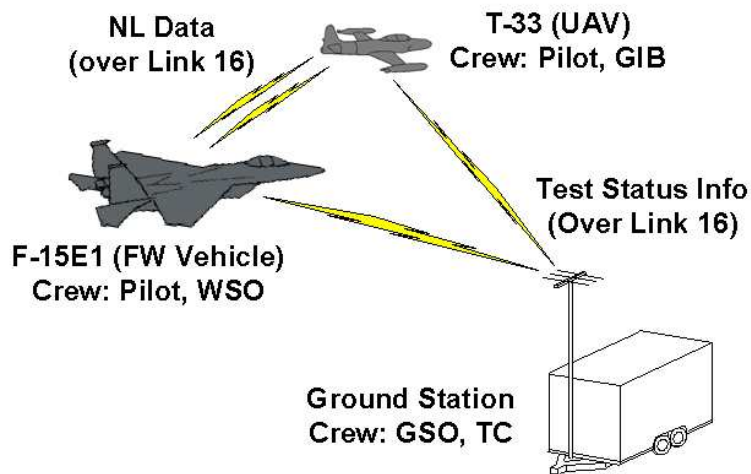 NL Data
(over Link 16)
T-33 (UAV)
Crew: Pilot, GIB
Test Status Info
(Over Link 16)
F-15E1 (FW Vehicle)
Crew: Pilot, WSO
Ground Station
Crew: GSO, TC